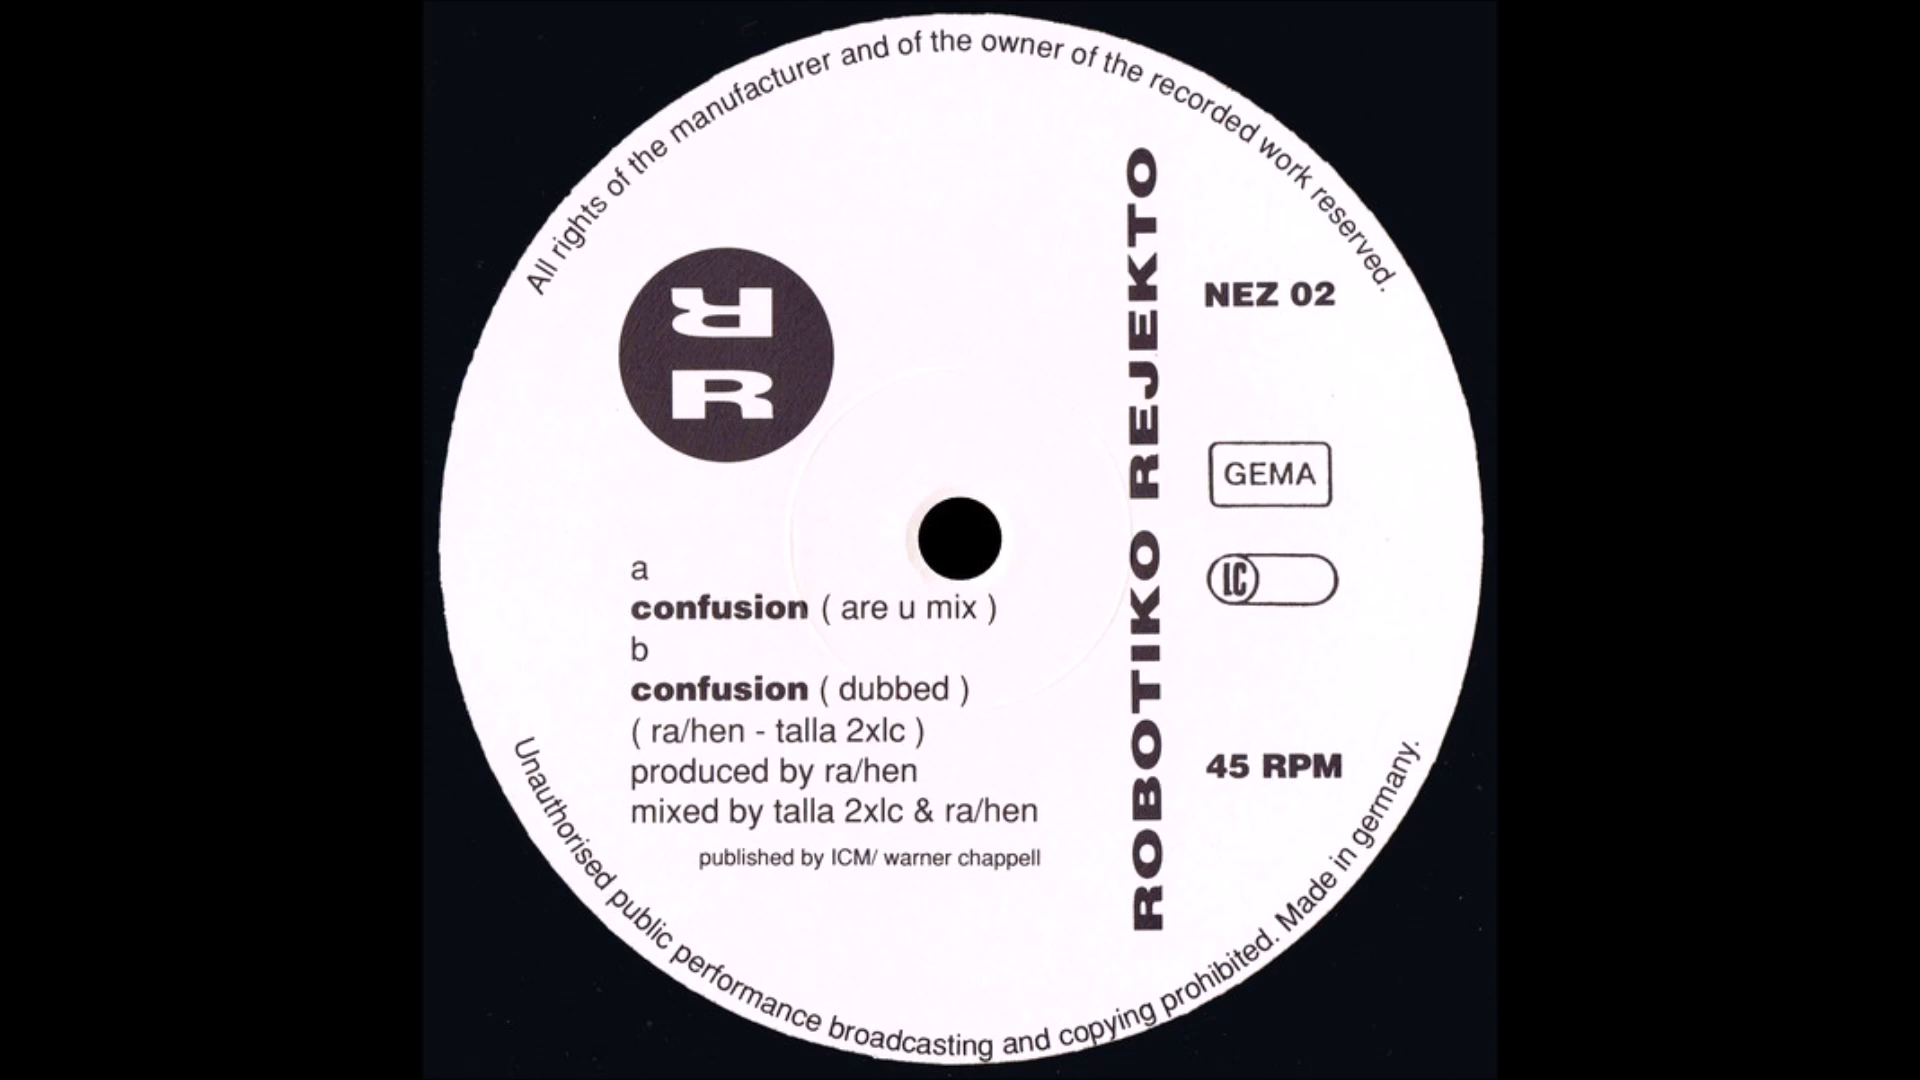 All rights of the manufacturer and of the owner of the recorded work reserved.
R
R
ROBOTIKO REJEKTO
NEZ 02
GEMA
LC
a
confusion ( are u mix )
b
confusion ( dubbed )
( ra/hen - talla 2xlc )
produced by ra/hen
mixed by talla 2xlc & ra/hen
published by ICM/ warner chappell
45 RPM
Unauthorised public performance broadcasting and copying prohibited. Made in germany.